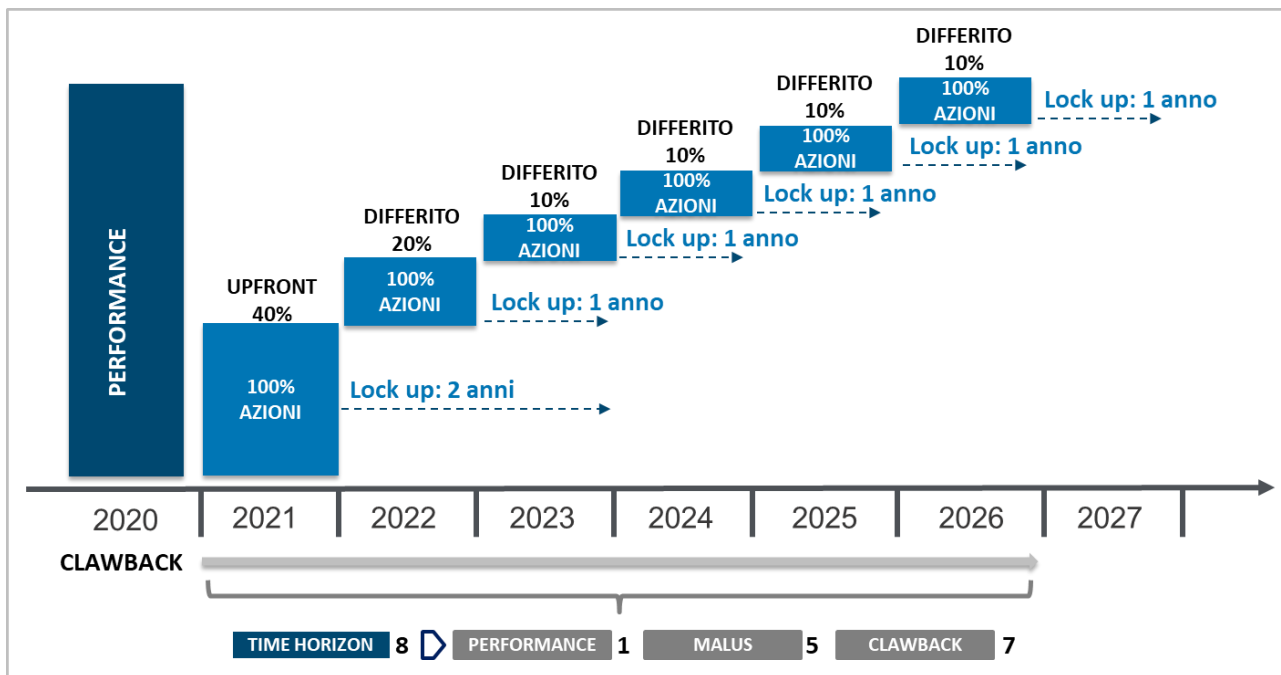 DIFFERITO
10%
100%
AZIONI
Lock up: 1 anno
DIFFERITO
10%
100%
AZIONI
Lock up: 1 anno
DIFFERITO
10%
100%
AZIONI
Lock up: 1 anno
DIFFERITO
10%
100%
AZIONI
Lock up: 1 anno
DIFFERITO
20%
100%
AZIONI
Lock up: 1 anno
UPFRONT
40%
100%
AZIONI
Lock up: 2 anni
PERFORMANCE
2020 2021 2022 2023 2024 2025 2026 2027
CLAWBACK
TIME HORIZON 8 PERFORMANCE 1 MALUS 5 CLAWBACK 7